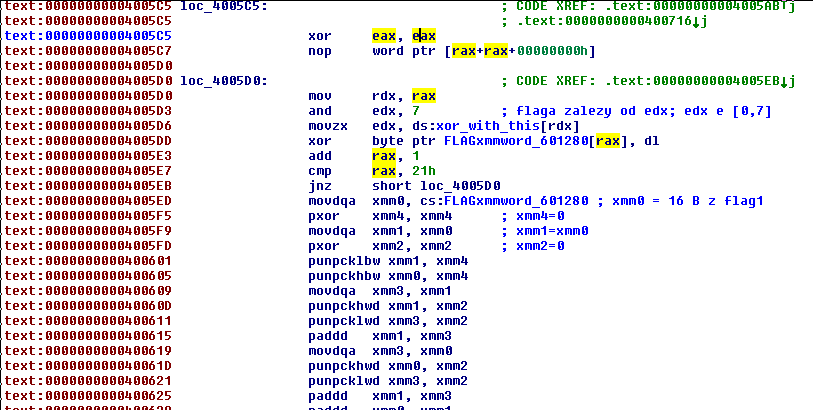 text:00000000004005C5 loc_4005C5: ; CODE XREF: .text:00000000004005AB↑j
text:00000000004005C5 ; .text:0000000000400716↓j
text:00000000004005C5 xor eax, eax
text:00000000004005C7 nop word ptr [rax+rax+00000000h]
text:00000000004005D0
text:00000000004005D0 loc_4005D0: ; CODE XREF: .text:00000000004005EB↓j
text:00000000004005D0 mov rdx, rax
text:00000000004005D3 and edx, 7 ; flaga zalezy od edx; edx e [0,7]
text:00000000004005D6 movzx edx, ds:xor_with_this[rdx]
text:00000000004005DD xor byte ptr FLAGxmmword_601280[rax], dl
text:00000000004005E3 add rax, 1
text:00000000004005E7 cmp rax, 21h
text:00000000004005EB jnz short loc_4005D0
text:00000000004005ED movdqa xmm0, cs:FLAGxmmword_601280 ; xmm0 = 16 B z flag1
text:00000000004005F5 pxor xmm4, xmm4 ; xmm4=0
text:00000000004005F9 movdqa xmm1, xmm0 ; xmm1=xmm0
text:00000000004005FD pxor xmm2, xmm2 ; xmm2=0
text:0000000000400601 punpcklbw xmm1, xmm4
text:0000000000400605 punpckhbw xmm0, xmm4
text:0000000000400609 movdqa xmm3, xmm1
text:000000000040060D punpckhwd xmm1, xmm2
text:0000000000400611 punpcklwd xmm3, xmm2
text:0000000000400615 paddd xmm1, xmm3
text:0000000000400619 movdqa xmm3, xmm0
text:000000000040061D punpckhwd xmm0, xmm2
text:0000000000400621 punpcklwd xmm3, xmm2
text:0000000000400625 paddd xmm1, xmm3
text:0000000000400629 paddd xmm0, xmm1